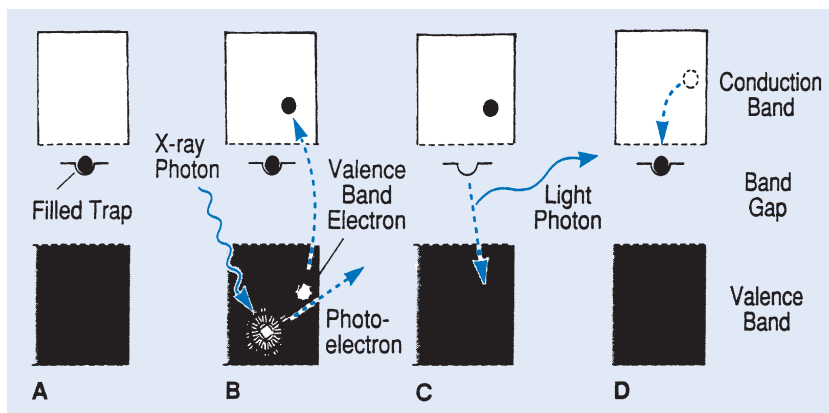 X-ray
Photon
Filled Trap
Valence
Band
Electron
Photo-
electron
Light
Photon
Conduction
Band
Band
Gap
Valence
Band
A
B
C
D